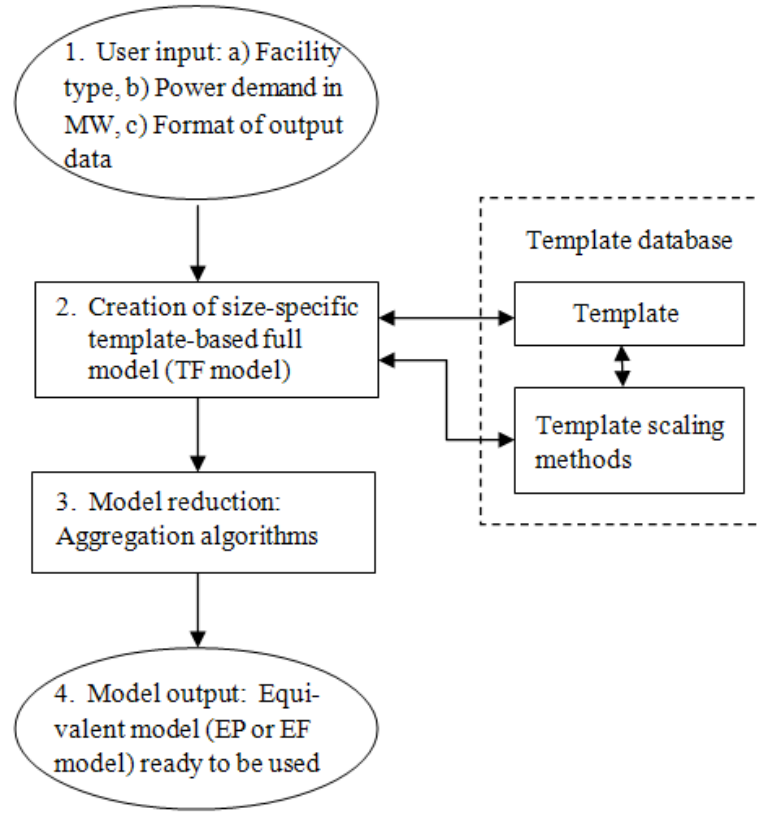 1. User input: a) Facility
type, b) Power demand in
MW, c) Format of output
data
Template database
2. Creation of size-specific
template-based full
model (TF model)
Template
Template scaling
methods
3. Model reduction:
Aggregation algorithms
4. Model output: Equi-
valent model (EP or EF
model) ready to be used